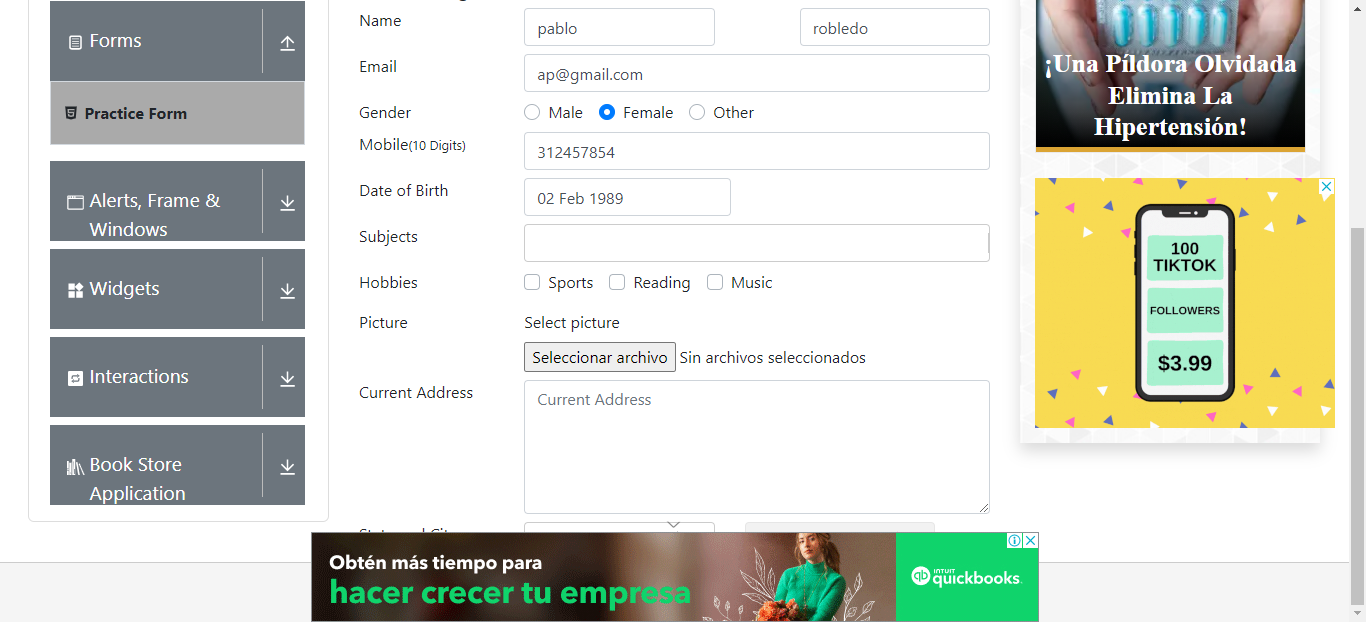 Forms
Practice Form
Alerts, Frame &
Windows
Widgets
Interactions
Book Store
Application
Name
pablo
robledo
Email
ap@gmail.com
Gender
Male
Female
Other
Mobile(10 Digits)
312457854
Date of Birth
02 Feb 1989
Subjects
Hobbies
Sports
Reading
Music
Picture
Select picture
Seleccionar archivo
Sin archivos seleccionados
Current Address
Current Address
¡Una Píldora Olvidada
Elimina La
Hipertensión!
100
TIKTOK
FOLLOWERS
$3.99
Obtén más tiempo para
hacer crecer tu empresa
qb
INTUIT
quickbooks